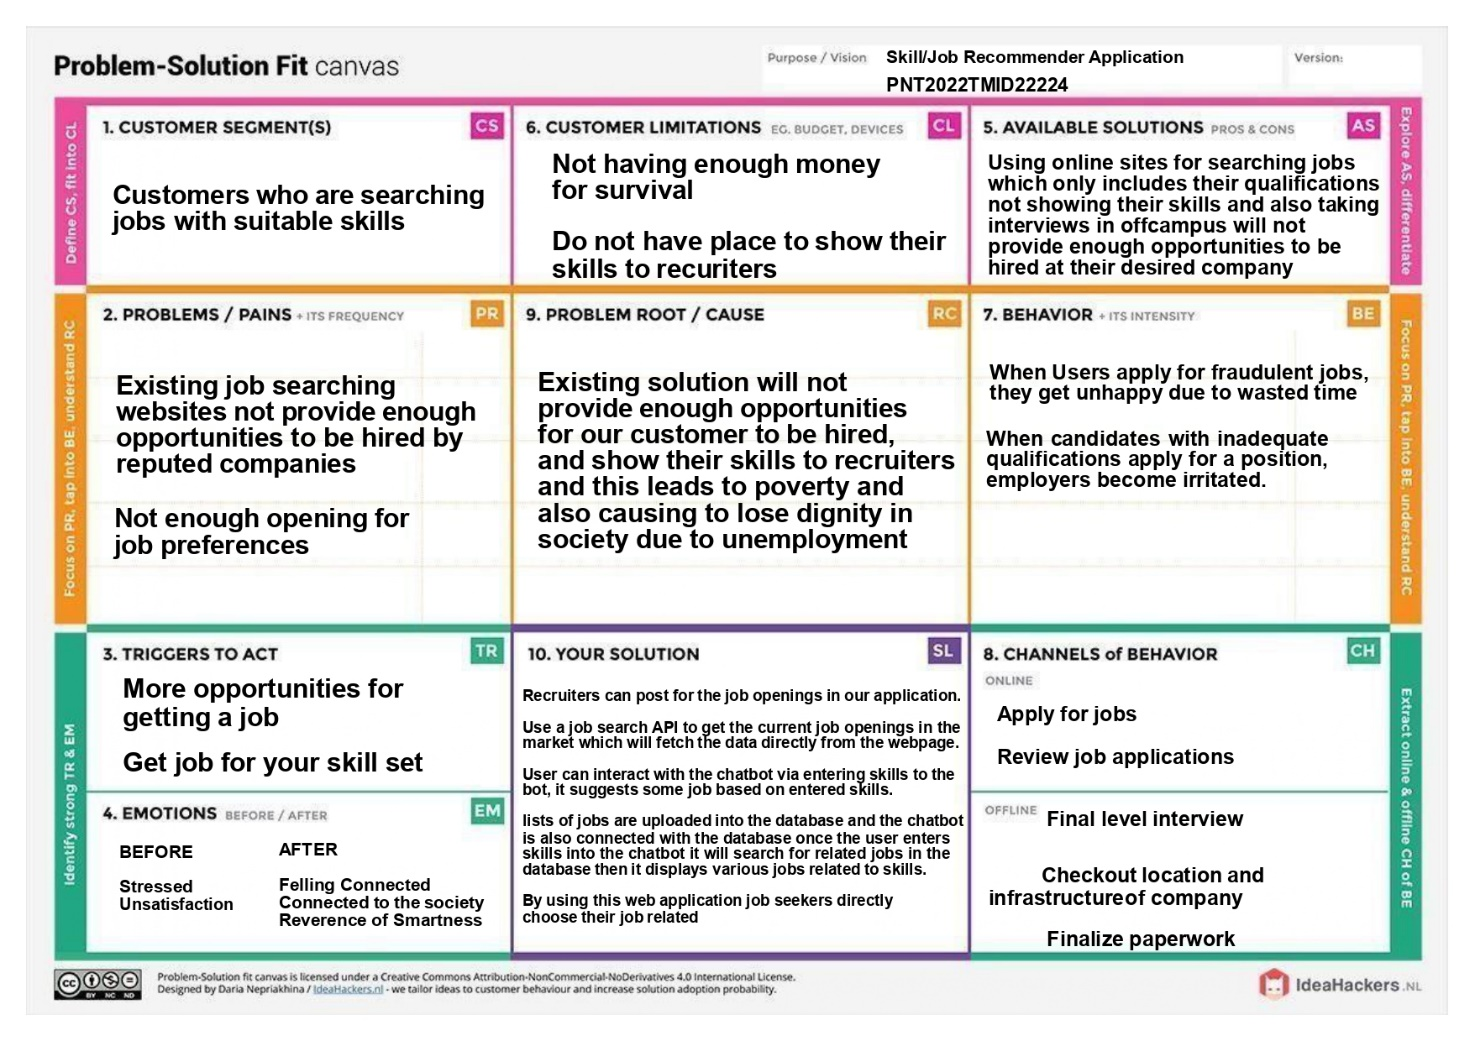 Problem-Solution Fit canvas
Purpose / Vision
Skill/Job Recommender Application
PNT2022TMID22224
Version:
Define CS, fit into CL
1. CUSTOMER SEGMENT(S)
CS
Customers who are searching
jobs with suitable skills
6. CUSTOMER LIMITATIONS EG. BUDGET, DEVICES
CL
Not having enough money
for survival
Do not have place to show their
skills to recuriters
5. AVAILABLE SOLUTIONS PROS & CONS
AS
Using online sites for searching jobs
which only includes their qualifications
not showing their skills and also taking
interviews in offcampus will not
provide enough opportunities to be
hired at their desired company
Explore AS, differentiate
Focus on PR, tap into BE, understand RC
2. PROBLEMS / PAINS + ITS FREQUENCY
PR
Existing job searching
websites not provide enough
opportunities to be hired by
reputed companies
Not enough opening for
job preferences
9. PROBLEM ROOT / CAUSE
RC
Existing solution will not
provide enough opportunities
for our customer to be hired,
and show their skills to recruiters
and this leads to poverty and
also causing to lose dignity in
society due to unemployment
7. BEHAVIOR + ITS INTENSITY
BE
When Users apply for fraudulent jobs,
they get unhappy due to wasted time
When candidates with inadequate
qualifications apply for a position,
employers become irritated.
Focus on PR, tap into BE, understand RC
Identify strong TR & EM
3. TRIGGERS TO ACT
TR
More opportunities for
getting a job
Get job for your skill set
4. EMOTIONS BEFORE / AFTER
EM
BEFORE
Stressed
Unsatisfaction
AFTER
Felling Connected
Connected to the society
Reverence of Smartness
10. YOUR SOLUTION
SL
Recruiters can post for the job openings in our application.
Use a job search API to get the current job openings in the
market which will fetch the data directly from the webpage.
User can interact with the chatbot via entering skills to the
bot, it suggests some job based on entered skills.
lists of jobs are uploaded into the database and the chatbot
is also connected with the database once the user enters
skills into the chatbot it will search for related jobs in the
database then it displays various jobs related to skills.
By using this web application job seekers directly
choose their job related
8. CHANNELS of BEHAVIOR
CH
ONLINE
Apply for jobs
Review job applications
OFFLINE
Final level interview
Checkout location and
infrastructureof company
Finalize paperwork
Extract online & offline CH of BE
cc BY NC ND
Problem-Solution fit canvas is licensed under a Creative Commons Attribution-NonCommercial-NoDerivatives 4.0 International License.
Designed by Daria Nepriakhina / IdeaHackers.nl - we tailor ideas to customer behaviour and increase solution adoption probability.
IdeaHackers.NL